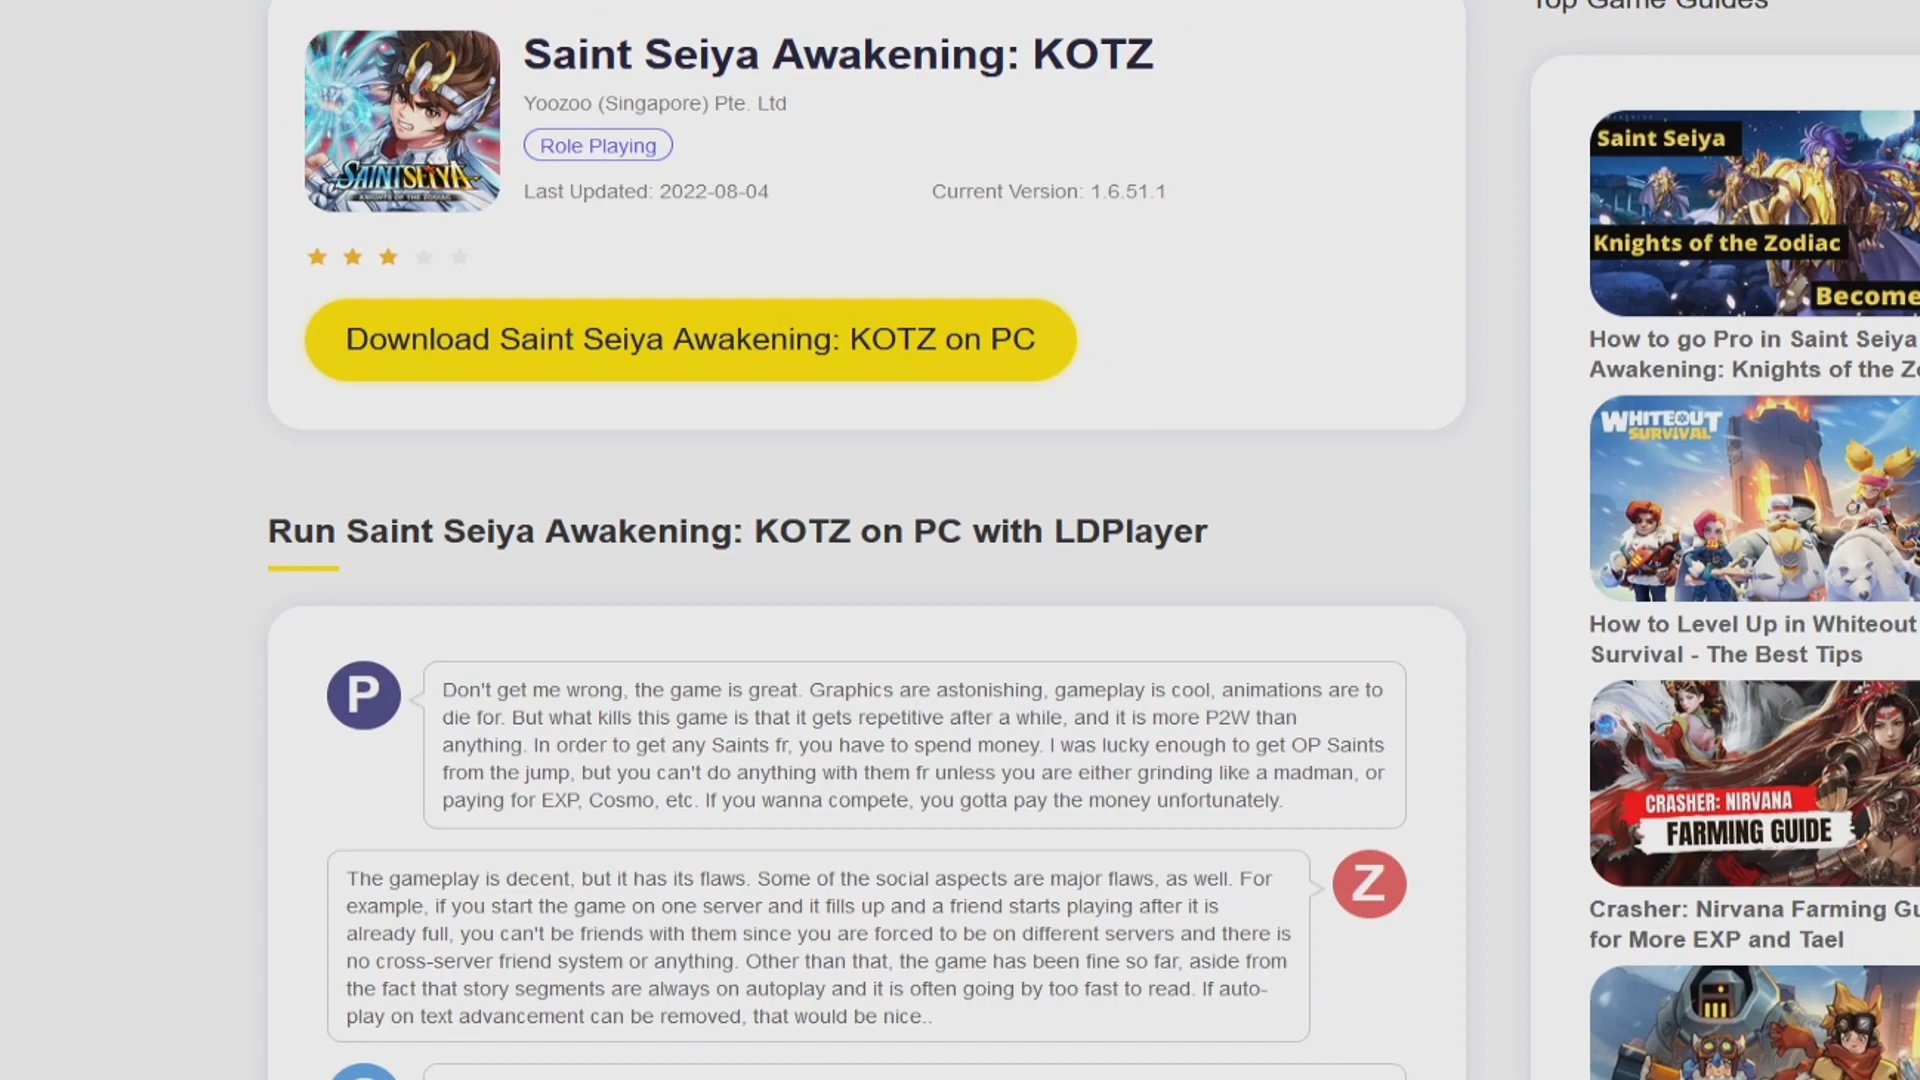 Top Game Guides
Saint Seiya Awakening: KOTZ
Yoozoo (Singapore) Pte. Ltd
Role Playing
Last Updated: 2022-08-04
Current Version: 1.6.51.1
SAINT SEIYA
KNIGHTS OF THE ZODIAC
Download Saint Seiya Awakening: KOTZ on PC
Run Saint Seiya Awakening: KOTZ on PC with LDPlayer
P
Don't get me wrong, the game is great. Graphics are astonishing, gameplay is cool, animations are to
die for. But what kills this game is that it gets repetitive after a while, and it is more P2W than
anything. In order to get any Saints fr, you have to spend money. I was lucky enough to get OP Saints
from the jump, but you can't do anything with them fr unless you are either grinding like a madman, or
paying for EXP, Cosmo, etc. If you wanna compete, you gotta pay the money unfortunately.
The gameplay is decent, but it has its flaws. Some of the social aspects are major flaws, as well. For
example, if you start the game on one server and it fills up and a friend starts playing after it is
already full, you can't be friends with them since you are forced to be on different servers and there is
no cross-server friend system or anything. Other than that, the game has been fine so far, aside from
the fact that story segments are always on autoplay and it is often going by too fast to read. If auto-
play on text advancement can be removed, that would be nice..
Z
Saint Seiya
Knights of the Zodiac
Become
How to go Pro in Saint Seiya
Awakening: Knights of the
WHITEOUT
SURVIVAL
How to Level Up in Whiteout
Survival - The Best Tips
CRASHER: NIRVANA
FARMING GUIDE
Crasher: Nirvana Farming
for More EXP and Tael